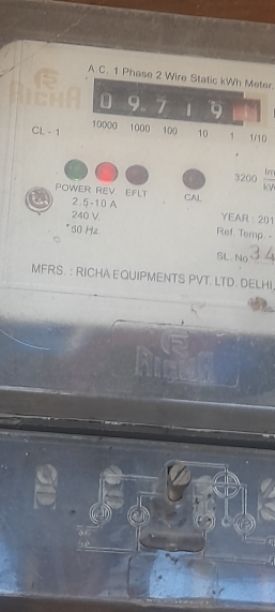 A.C. 1 Phase 2 Wire Static kWh Meter
RICHA
0 9 7 1 9
CL - 1
10000 1000 100 10 1 1/10
3200
POWER REV EFLT CAL
2.5-10 A
240 V.
50 Hz
YEAR : 201
Ref. Temp. -
SL. No 34
MFRS. : RICHA EQUIPMENTS PVT. LTD. DELHI,
RICHA